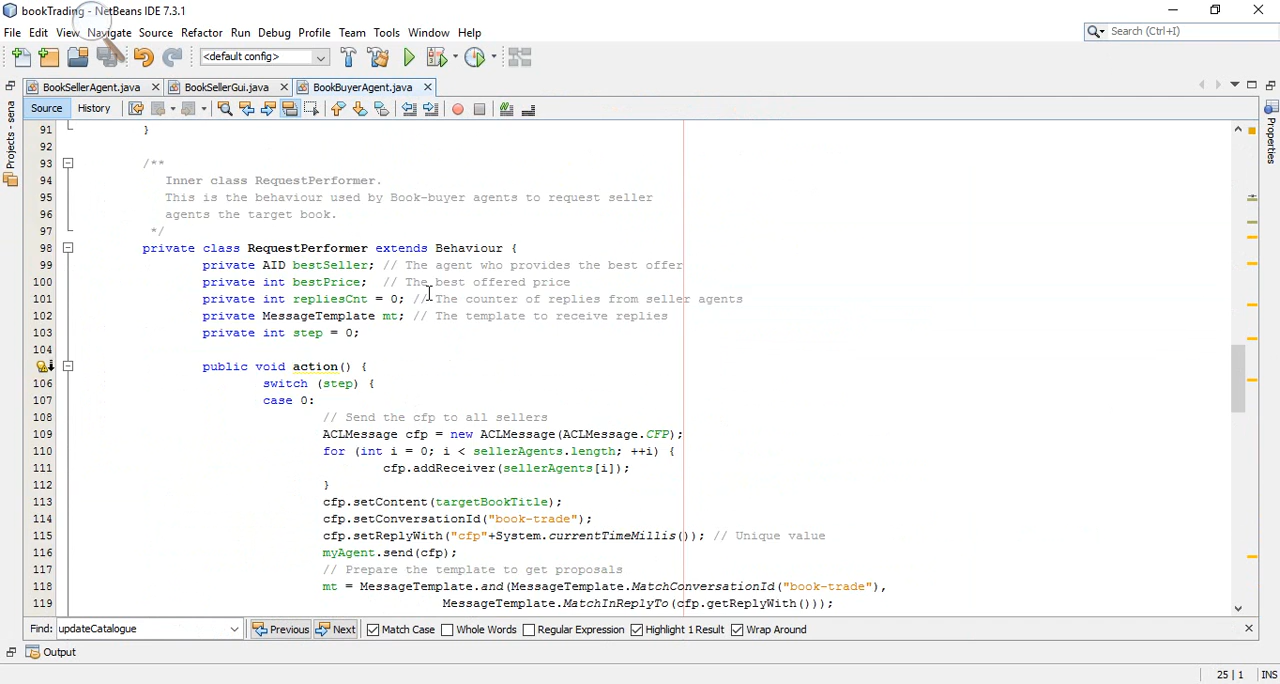 bookTrading - NetBeans IDE 7.3.1
File Edit View Navigate Source Refactor Run Debug Profile Team Tools Window Help
Search (Ctrl+I)
<default config>
BookSellerAgent.java BookSellerGui.java BookBuyerAgent.java
Source History
Projects - sena
Properties
91 }
92
93 /**
94 Inner class RequestPerformer.
95 This is the behaviour used by Book-buyer agents to request seller
96 agents the target book.
97 */
98 private class RequestPerformer extends Behaviour {
99 private AID bestSeller; // The agent who provides the best offer
100 private int bestPrice; // The best offered price
101 private int repliesCnt = 0; // The counter of replies from seller agents
102 private MessageTemplate mt; // The template to receive replies
103 private int step = 0;
104
public void action() {
106 switch (step) {
107 case 0:
108 // Send the cfp to all sellers
109 ACLMessage cfp = new ACLMessage(ACLMessage.CFP);
110 for (int i = 0; i < sellerAgents.length; ++i) {
111 cfp.addReceiver(sellerAgents[i]);
112 }
113 cfp.setContent(targetBookTitle);
114 cfp.setConversationId("book-trade");
115 cfp.setReplyWith("cfp"+System.currentTimeMillis()); // Unique value
116 myAgent.send(cfp);
117 // Prepare the template to get proposals
118 mt = MessageTemplate.and(MessageTemplate.MatchConversationId("book-trade"),
119 MessageTemplate.MatchInReplyTo(cfp.getReplyWith()));
Find: updateCatalogue Previous Next Match Case Whole Words Regular Expression Highlight 1 Result Wrap Around
Output
25 | 1 INS